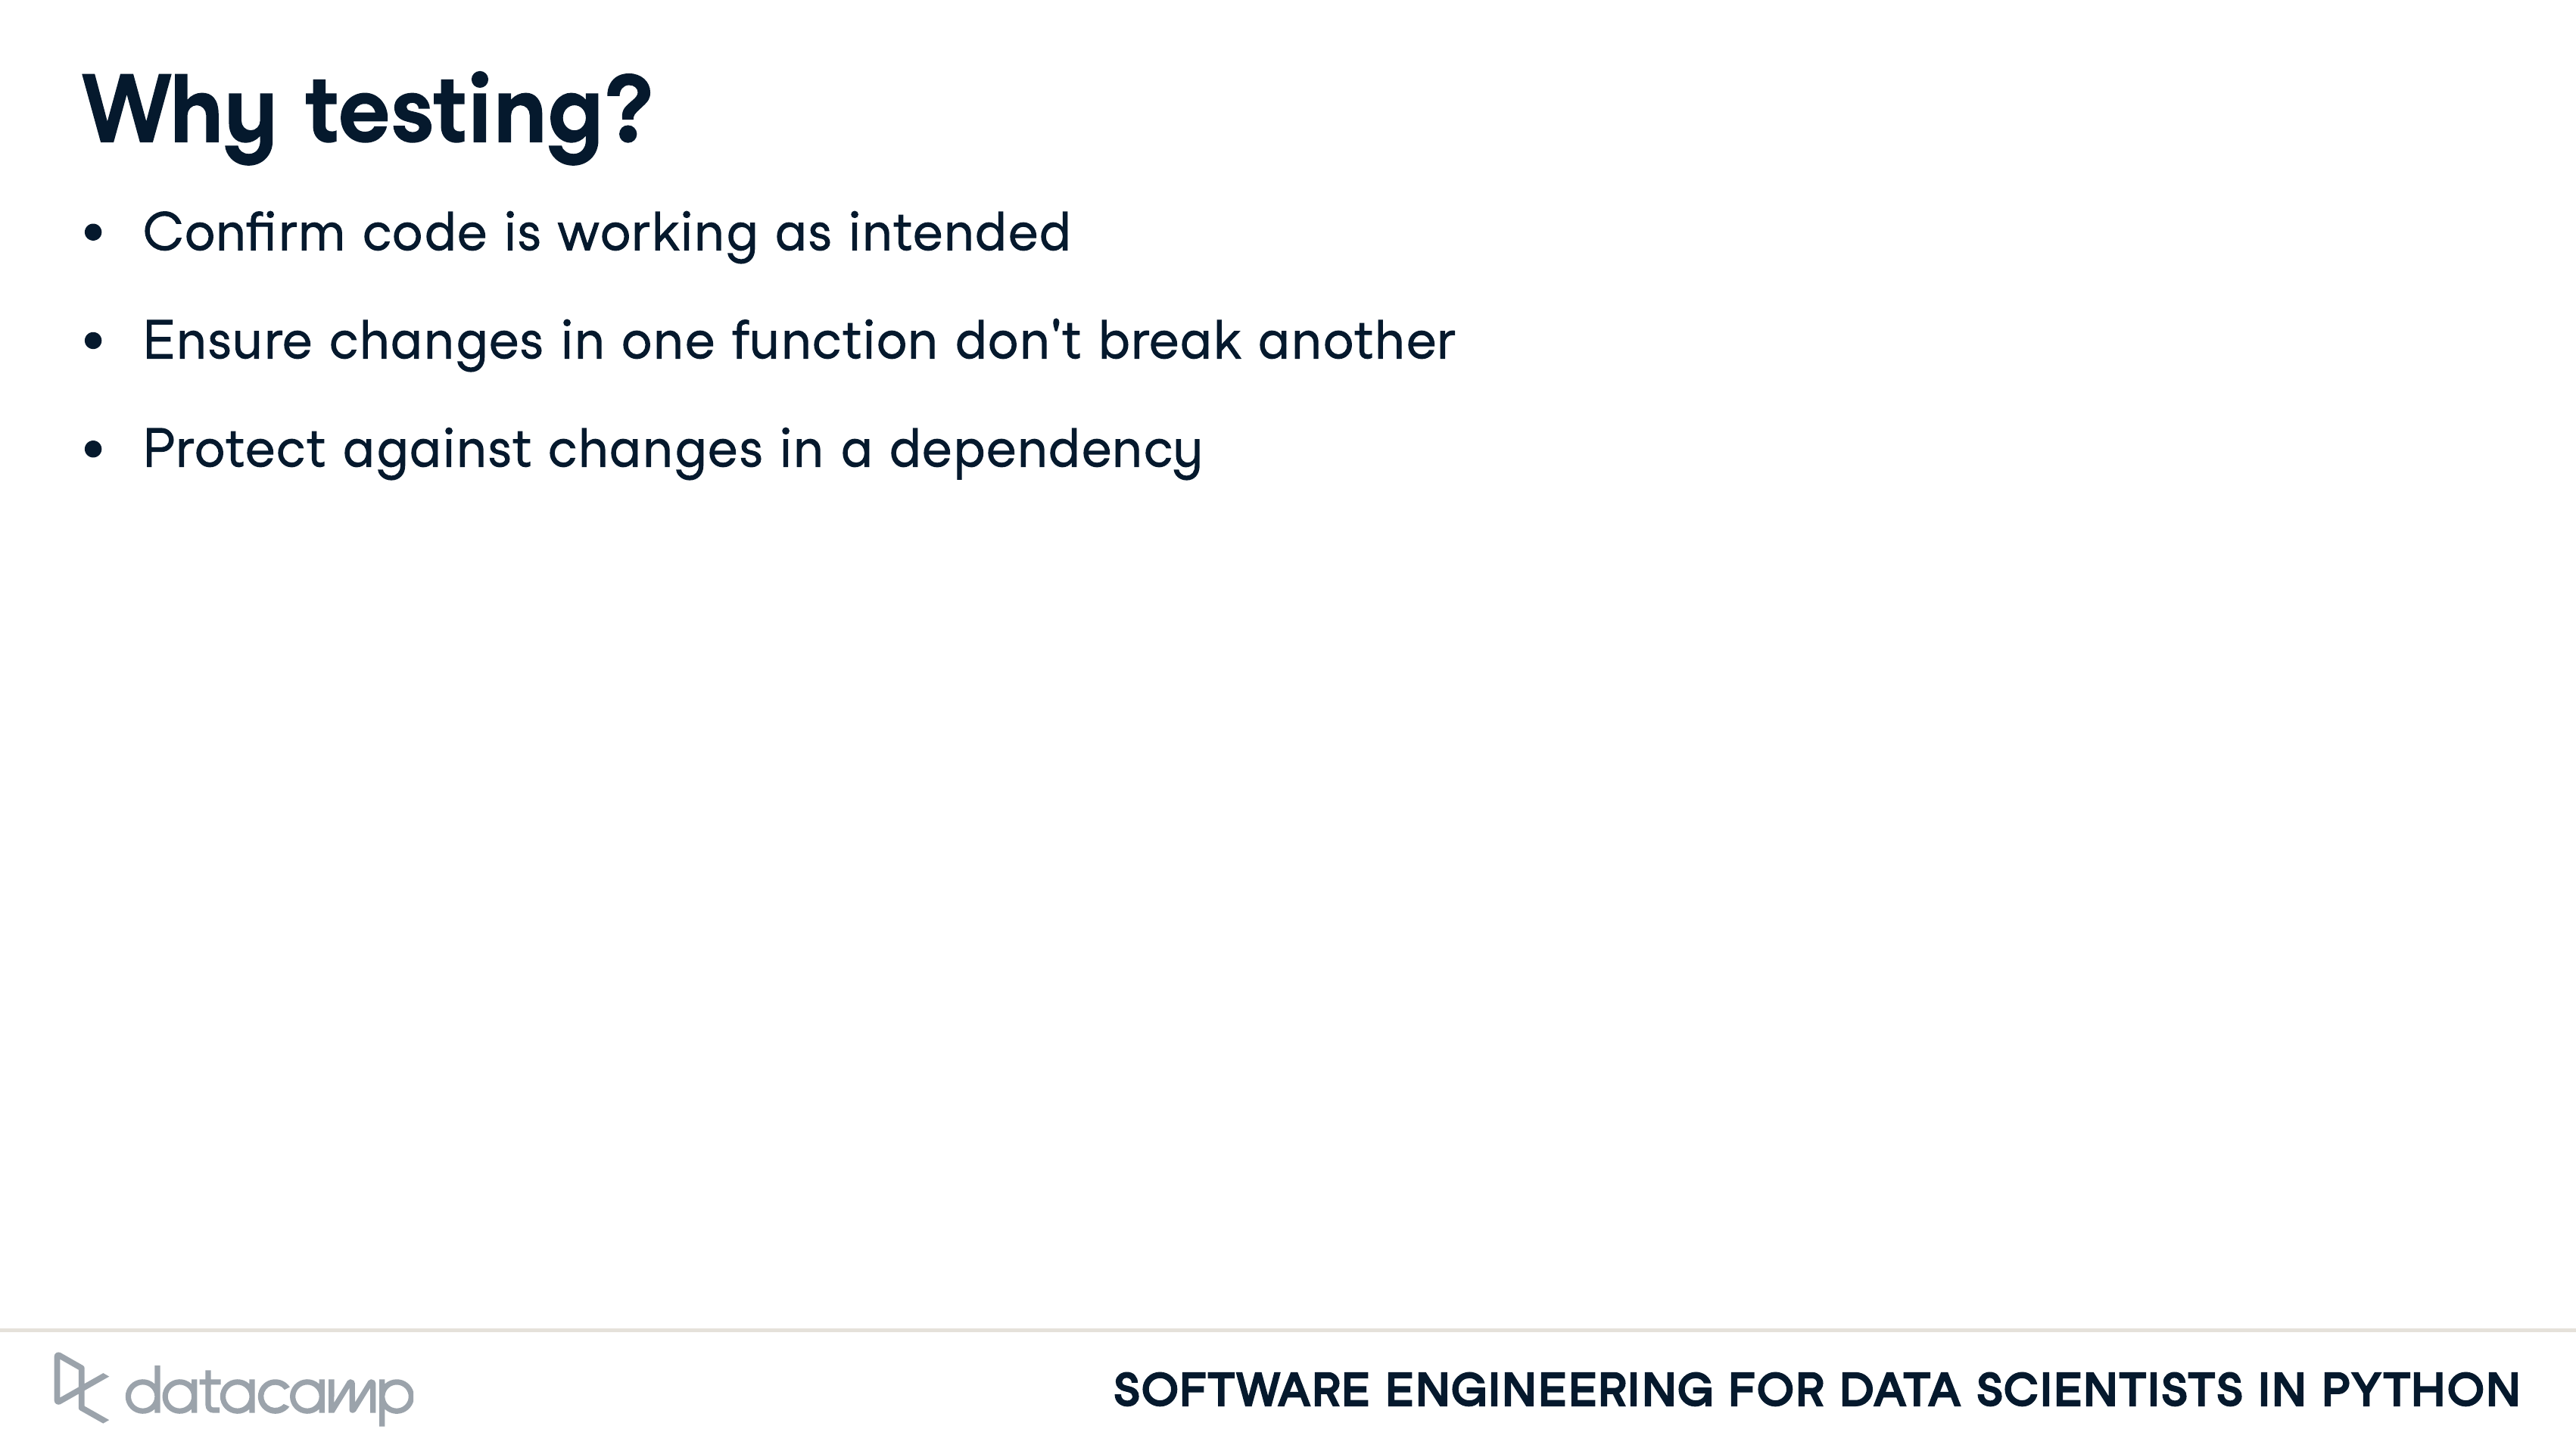 Why testing?
• Confirm code is working as intended
• Ensure changes in one function don't break another
• Protect against changes in a dependency
datacamp
SOFTWARE ENGINEERING FOR DATA SCIENTISTS IN PYTHON